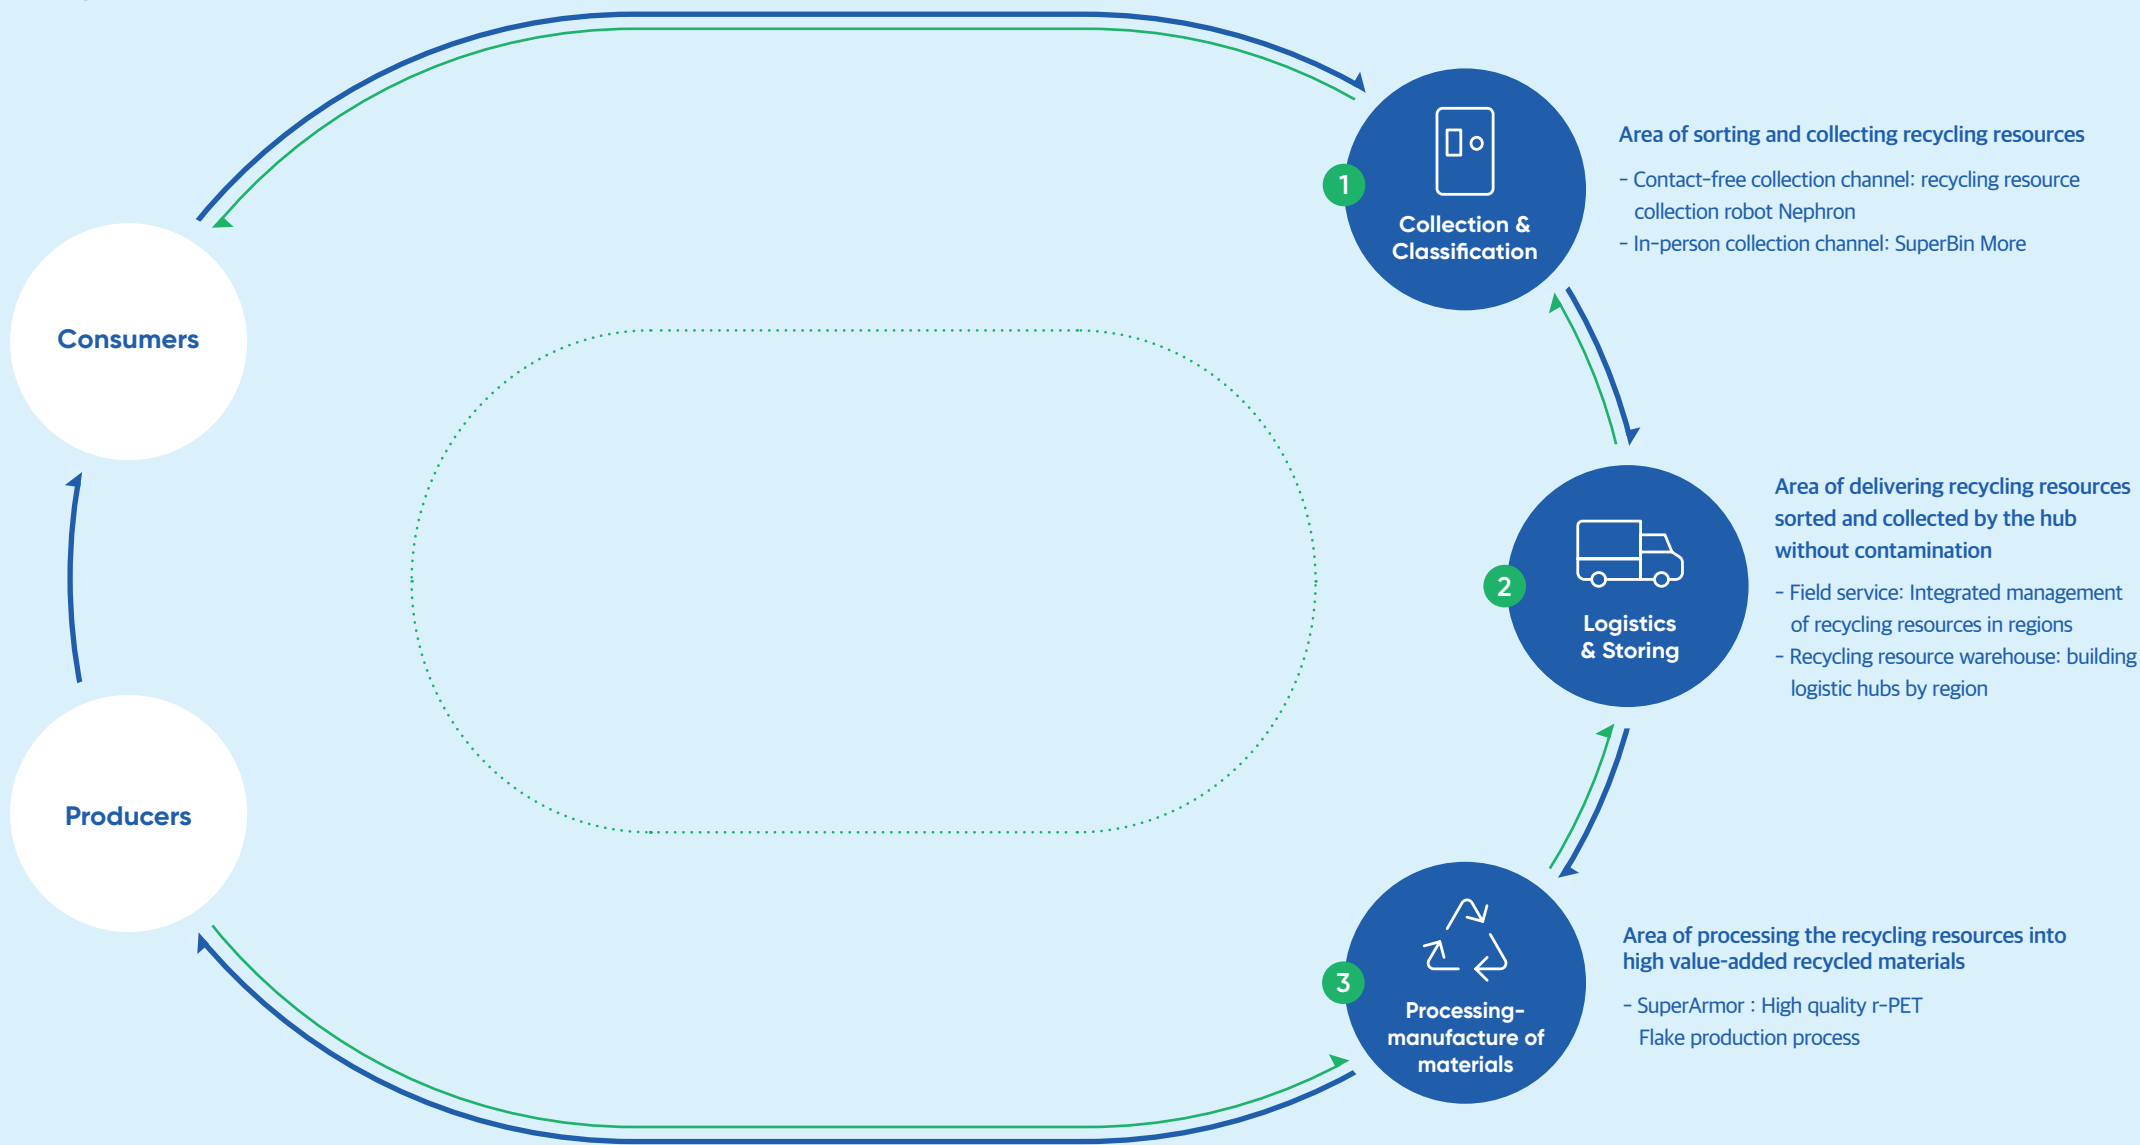 Consumers
Producers
1
Collection &
Classification
Area of sorting and collecting recycling resources
- Contact-free collection channel: recycling resource
collection robot Nephron
- In-person collection channel: SuperBin More
2
Logistics
& Storing
Area of delivering recycling resources
sorted and collected by the hub
without contamination
- Field service: Integrated management
of recycling resources in regions
- Recycling resource warehouse: building
logistic hubs by region
3
Processing-
manufacture of
materials
Area of processing the recycling resources into
high value-added recycled materials
- SuperArmor : High quality r-PET
Flake production process